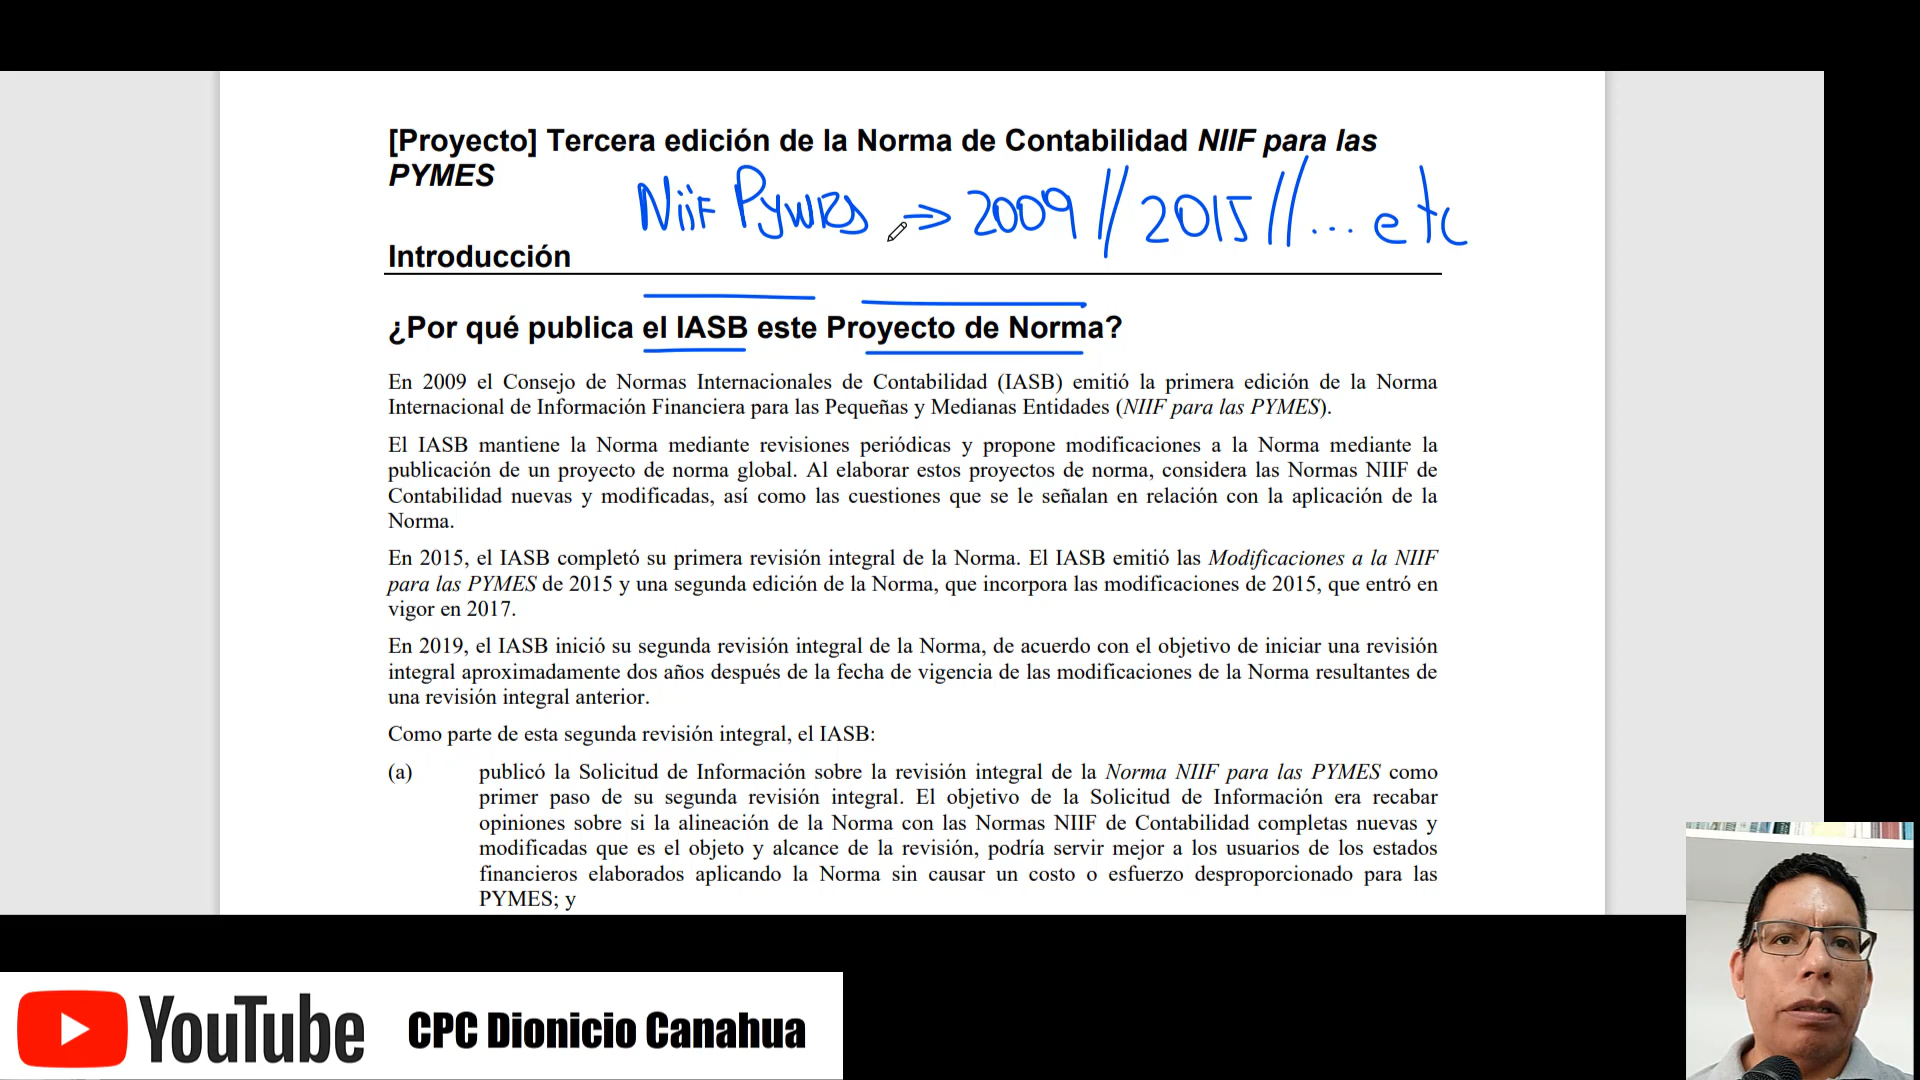 [Proyecto] Tercera edición de la Norma de Contabilidad NIIF para las
PYMES
NiiF PYMES => 2009 // 2015 // ... etc
Introducción
¿Por qué publica el IASB este Proyecto de Norma?
En 2009 el Consejo de Normas Internacionales de Contabilidad (IASB) emitió la primera edición de la Norma
Internacional de Información Financiera para las Pequeñas y Medianas Entidades (NIIF para las PYMES).
El IASB mantiene la Norma mediante revisiones periódicas y propone modificaciones a la Norma mediante la
publicación de un proyecto de norma global. Al elaborar estos proyectos de norma, considera las Normas NIIF de
Contabilidad nuevas y modificadas, así como las cuestiones que se le señalan en relación con la aplicación de la
Norma.
En 2015, el IASB completó su primera revisión integral de la Norma. El IASB emitió las Modificaciones a la NIIF
para las PYMES de 2015 y una segunda edición de la Norma, que incorpora las modificaciones de 2015, que entró en
vigor en 2017.
En 2019, el IASB inició su segunda revisión integral de la Norma, de acuerdo con el objetivo de iniciar una revisión
integral aproximadamente dos años después de la fecha de vigencia de las modificaciones de la Norma resultantes de
una revisión integral anterior.
Como parte de esta segunda revisión integral, el IASB:
(a) publicó la Solicitud de Información sobre la revisión integral de la Norma NIIF para las PYMES como
primer paso de su segunda revisión integral. El objetivo de la Solicitud de Información era recabar
opiniones sobre si la alineación de la Norma con las Normas NIIF de Contabilidad completas nuevas y
modificadas que es el objeto y alcance de la revisión, podría servir mejor a los usuarios de los estados
financieros elaborados aplicando la Norma sin causar un costo o esfuerzo desproporcionado para las
PYMES; y
YouTube CPC Dionicio Canahua